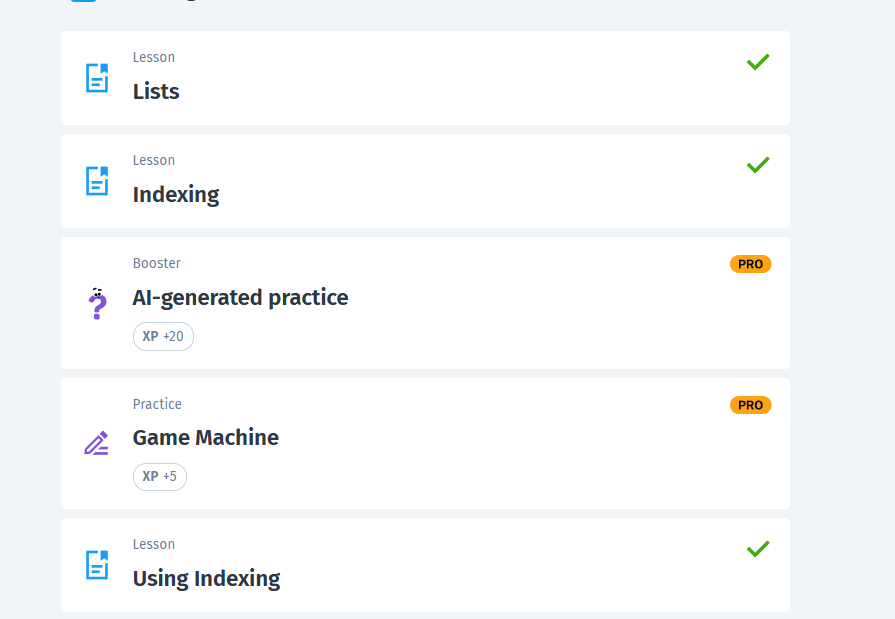 Lesson
Lists
Lesson
Indexing
Booster
PRO
AI-generated practice
XP +20
Practice
PRO
Game Machine
XP +5
Lesson
Using Indexing